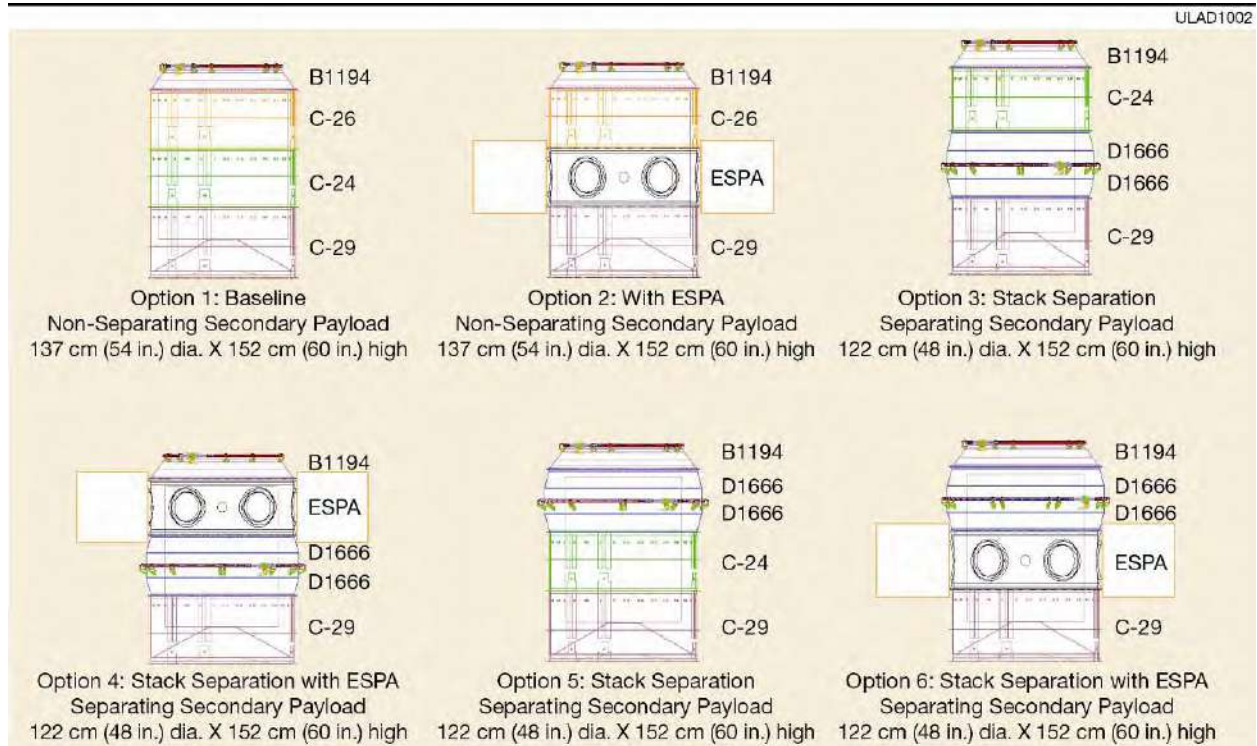 ULAD1002
B1194
C-26
C-24
C-29
Option 1: Baseline
Non-Separating Secondary Payload
137 cm (54 in.) dia. X 152 cm (60 in.) high
B1194
C-26
ESPA
C-29
Option 2: With ESPA
Non-Separating Secondary Payload
137 cm (54 in.) dia. X 152 cm (60 in.) high
B1194
C-24
D1666
D1666
C-29
Option 3: Stack Separation
Separating Secondary Payload
122 cm (48 in.) dia. X 152 cm (60 in.) high
B1194
ESPA
D1666
D1666
C-29
Option 4: Stack Separation with ESPA
Separating Secondary Payload
122 cm (48 in.) dia. X 152 cm (60 in.) high
B1194
D1666
D1666
C-24
C-29
Option 5: Stack Separation
Separating Secondary Payload
122 cm (48 in.) dia. X 152 cm (60 in.) high
B1194
D1666
D1666
ESPA
C-29
Option 6: Stack Separation with ESPA
Separating Secondary Payload
122 cm (48 in.) dia. X 152 cm (60 in.) high